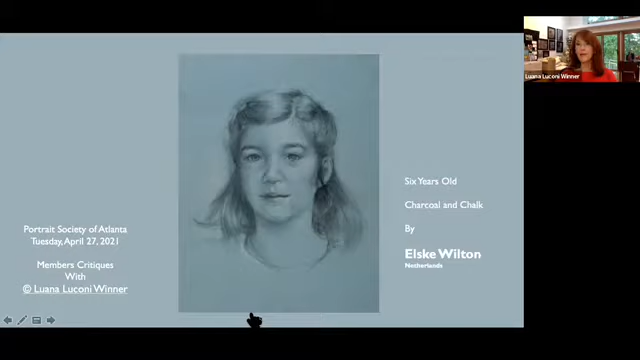 Luana Luconi Winner
Six Years Old
Charcoal and Chalk
By
Elske Wilton
Netherlands
Portrait Society of Atlanta
Tuesday, April 27, 2021
Members Critiques
With
© Luana Luconi Winner